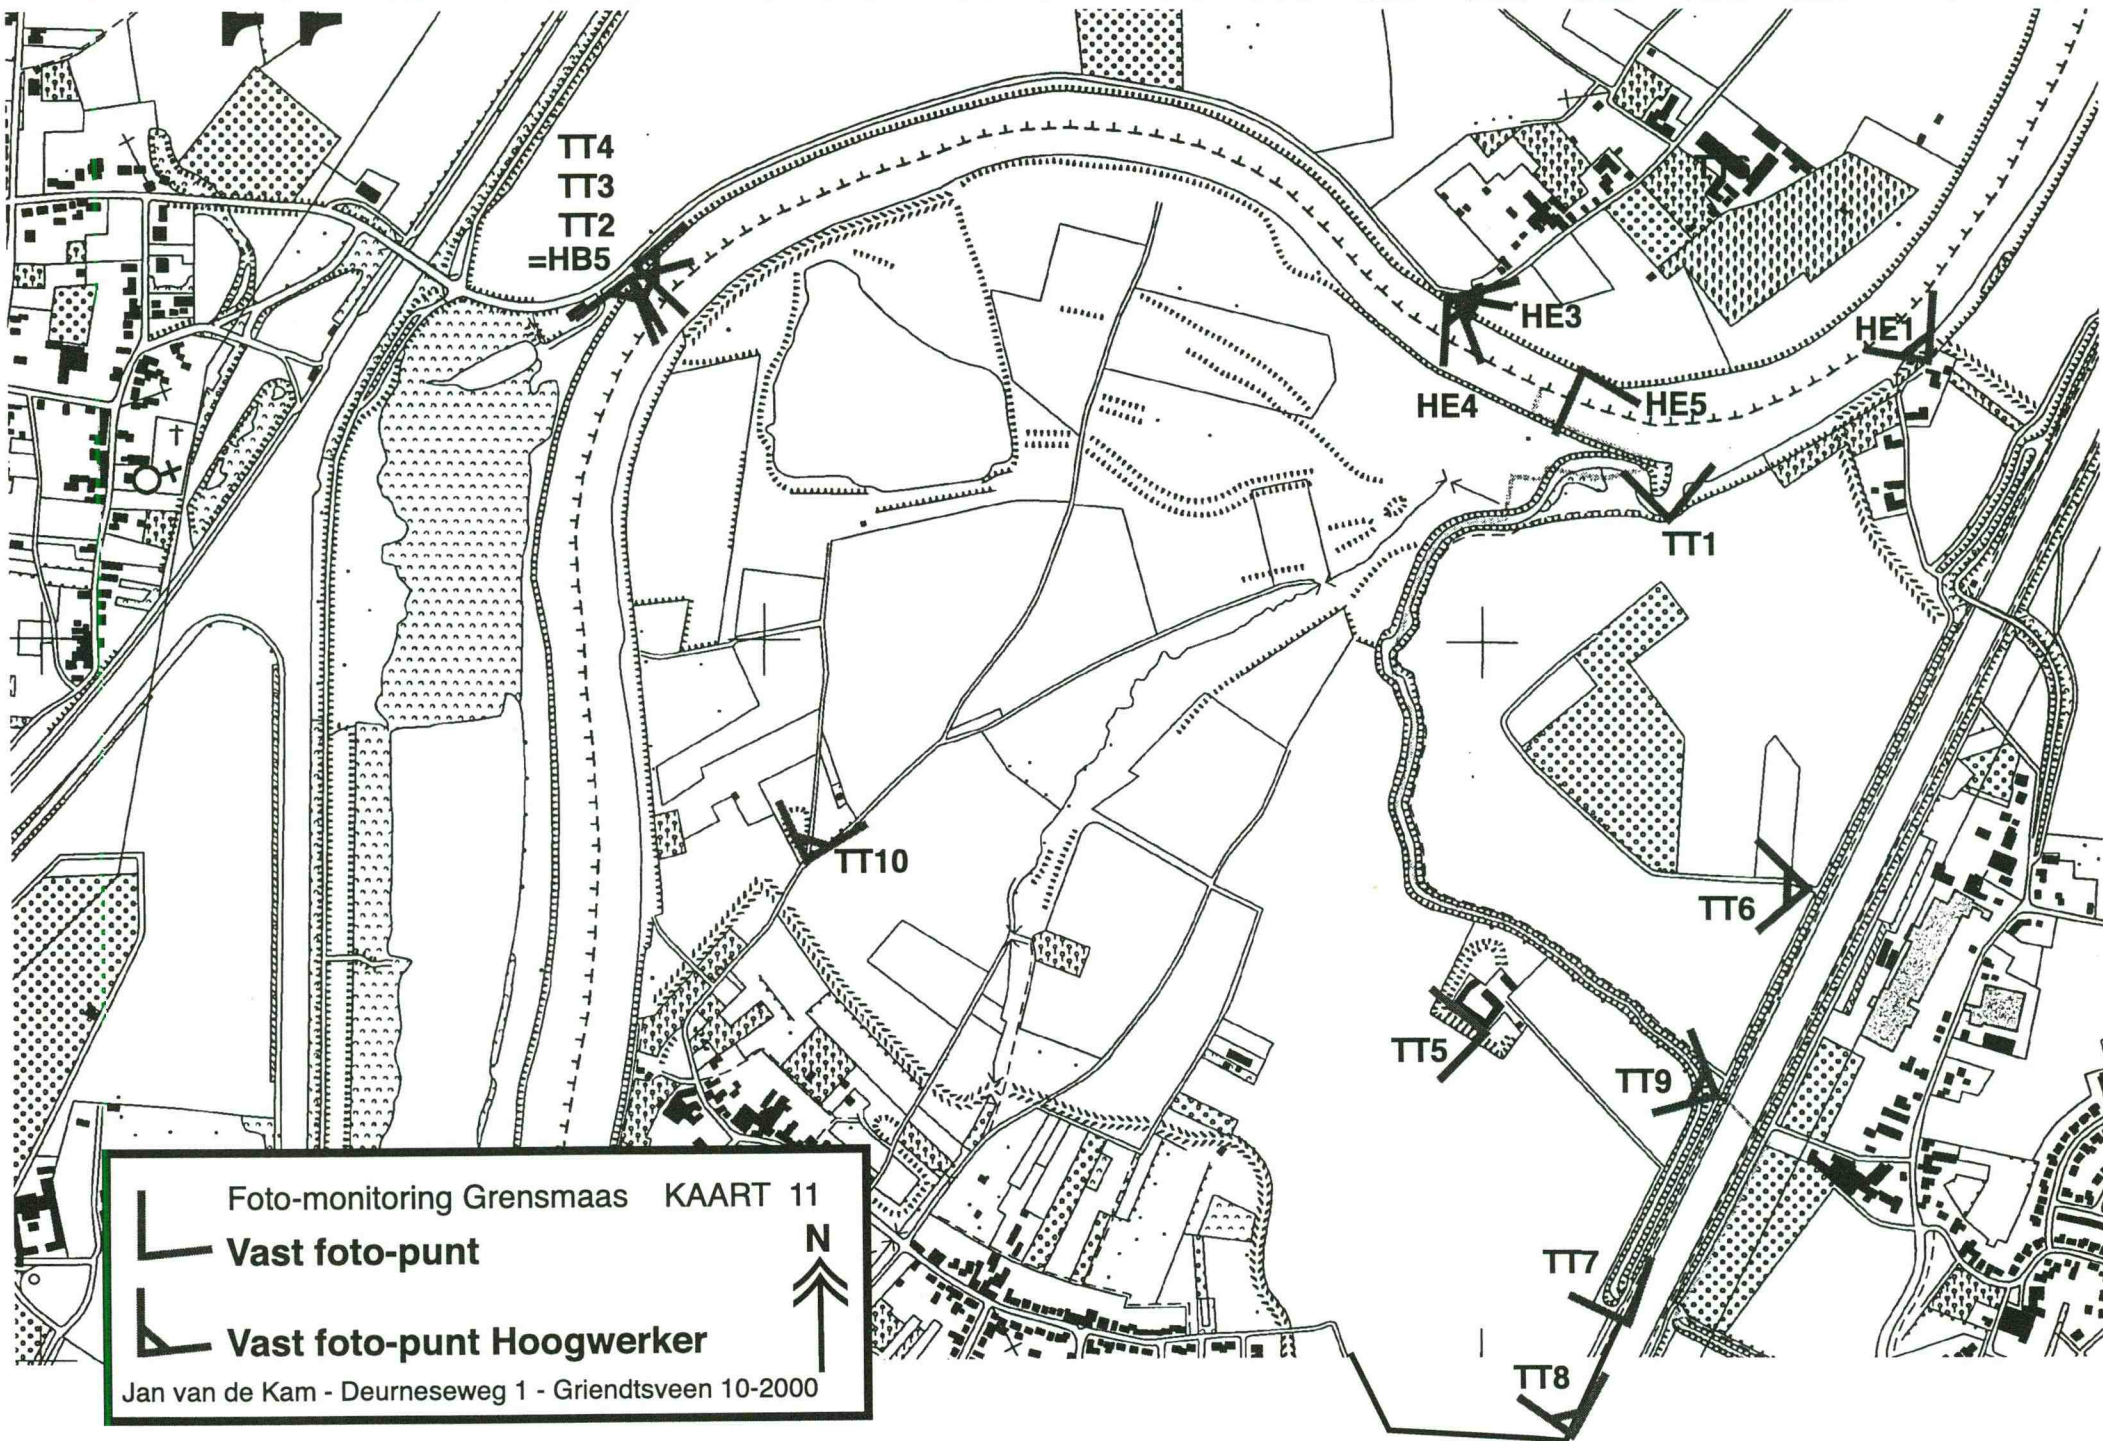 TT4
TT3
TT2
=HB5
HE3
HE1
HE4
HE5
TT1
TT10
TT6
TT5
TT9
TT7
TT8
Foto-monitoring Grensmaas KAART 11
Vast foto-punt
N
Vast foto-punt Hoogwerker
Jan van de Kam - Deurneseweg 1 - Griendtsveen 10-2000